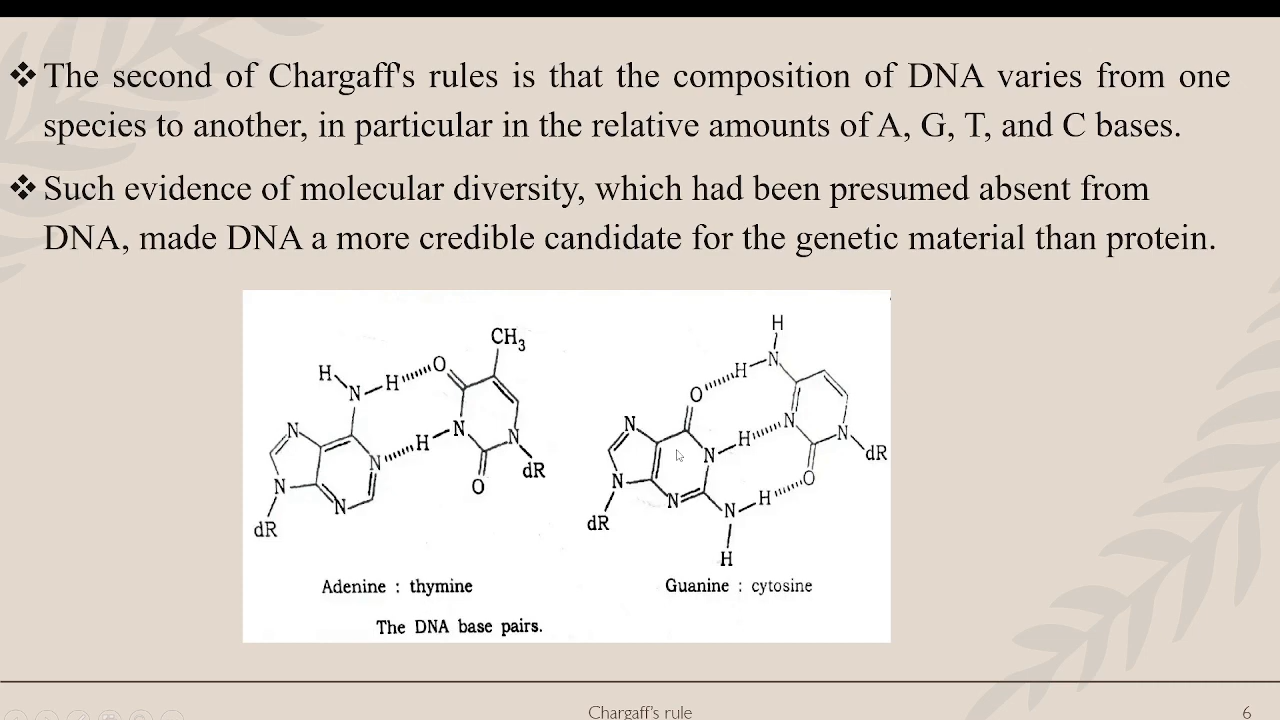 ❖ The second of Chargaff's rules is that the composition of DNA varies from one
species to another, in particular in the relative amounts of A, G, T, and C bases.
❖ Such evidence of molecular diversity, which had been presumed absent from
DNA, made DNA a more credible candidate for the genetic material than protein.
CH3
H
N
H
O
N
N
H
N
N
N
N
O
dR
dR
H
O
H
N
N
N
H
N
N
dR
N
N
H
O
dR
N
H
Adenine : thymine
Guanine : cytosine
The DNA base pairs.
Chargaff's rule
6